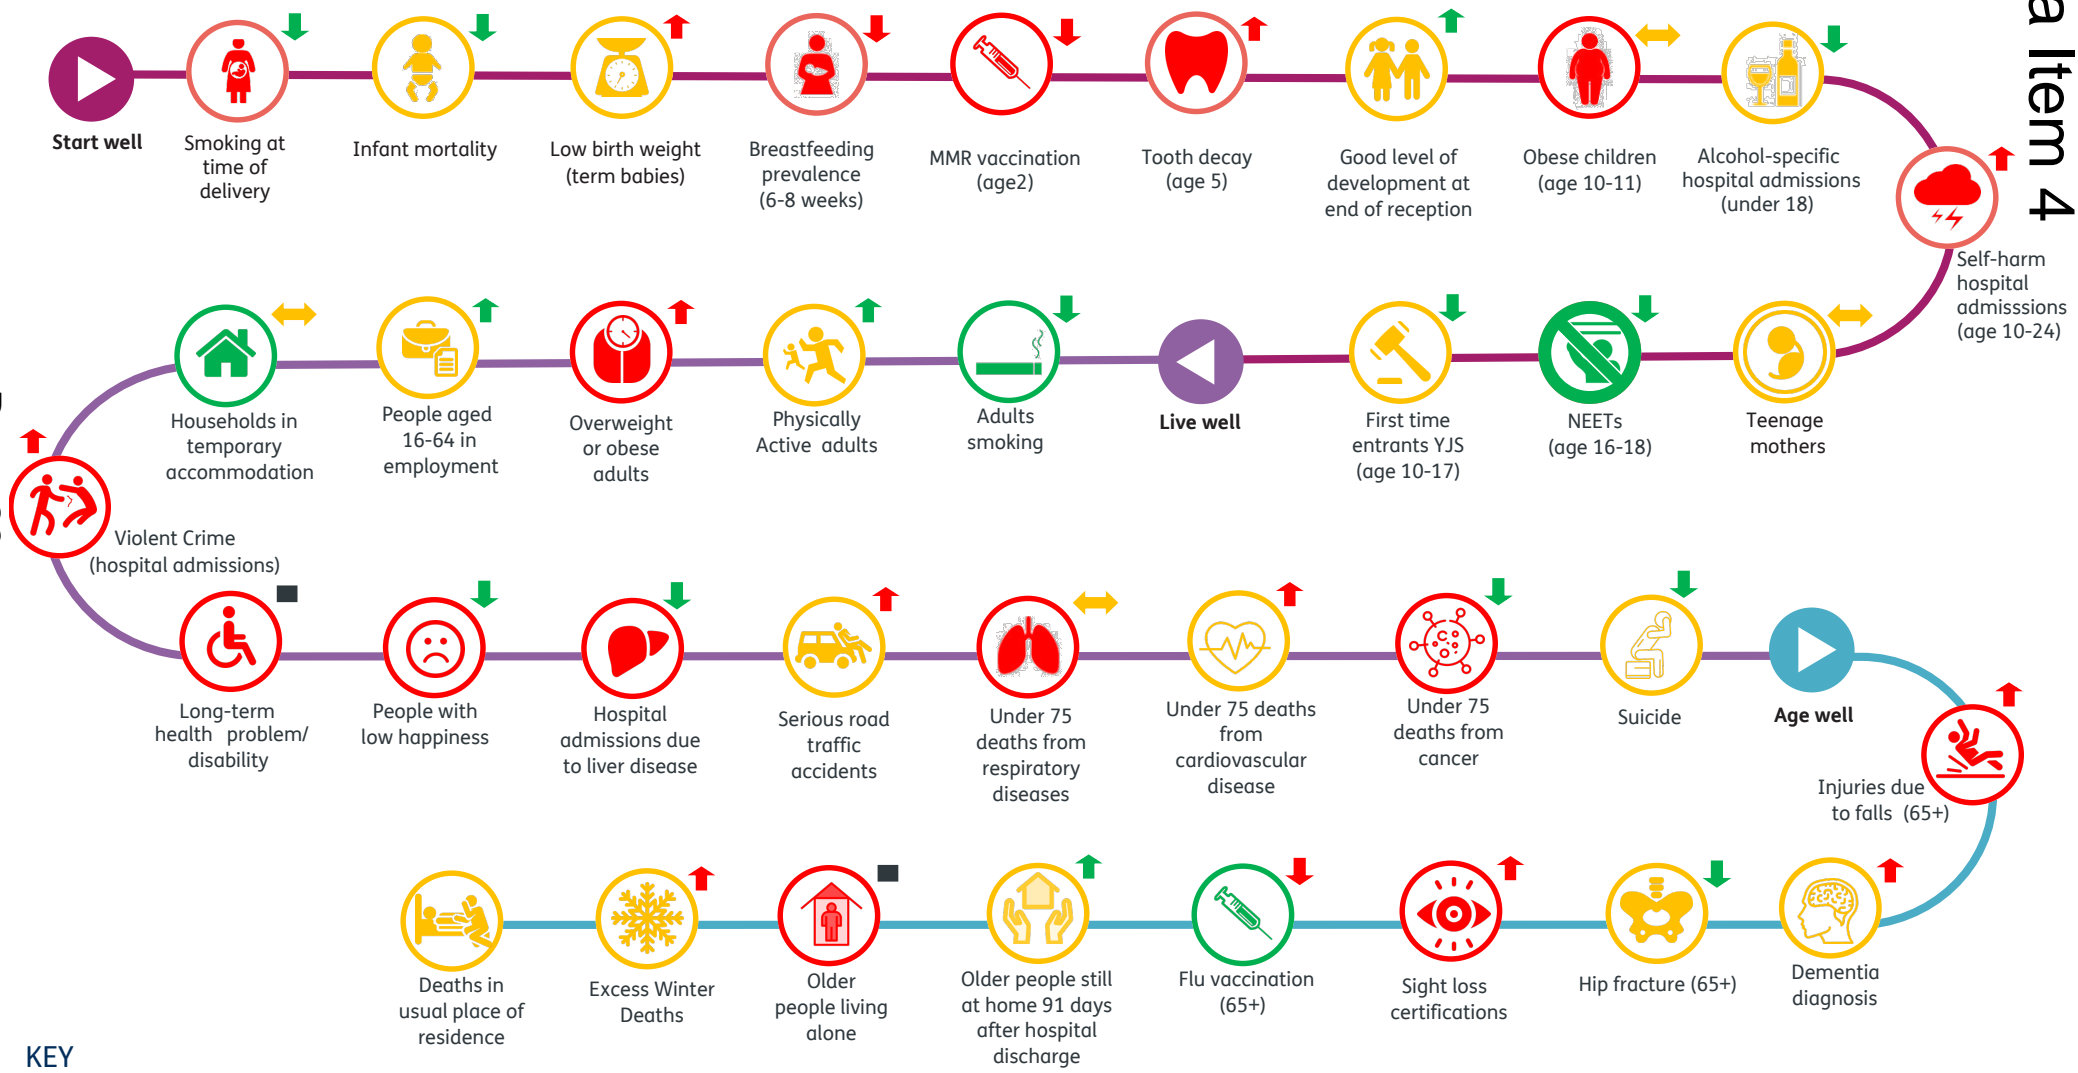 a Item 4
Start well
Smoking at
time of
delivery
Infant mortality
Low birth weight
(term babies)
Breastfeeding
prevalence
(6-8 weeks)
MMR vaccination
(age2)
Tooth decay
(age 5)
Good level of
development at
end of reception
Obese children
(age 10-11)
Alcohol-specific
hospital admissions
(under 18)
Self-harm
hospital
admisssions
(age 10-24)
Teenage
mothers
NEETs
(age 16-18)
First time
entrants YJS
(age 10-17)
Live well
Adults
smoking
Physically
Active adults
Overweight
or obese
adults
People aged
16-64 in
employment
Households in
temporary
accommodation
Violent Crime
(hospital admissions)
Long-term
health problem/
disability
People with
low happiness
Hospital
admissions due
to liver disease
Serious road
traffic
accidents
Under 75
deaths from
respiratory
diseases
Under 75 deaths
from
cardiovascular
disease
Under 75
deaths from
cancer
Suicide
Age well
Injuries due
to falls (65+)
Dementia
diagnosis
Hip fracture (65+)
Sight loss
certifications
Flu vaccination
(65+)
Older people still
at home 91 days
after hospital
discharge
Older
people living
alone
Excess Winter
Deaths
Deaths in
usual place of
residence
KEY